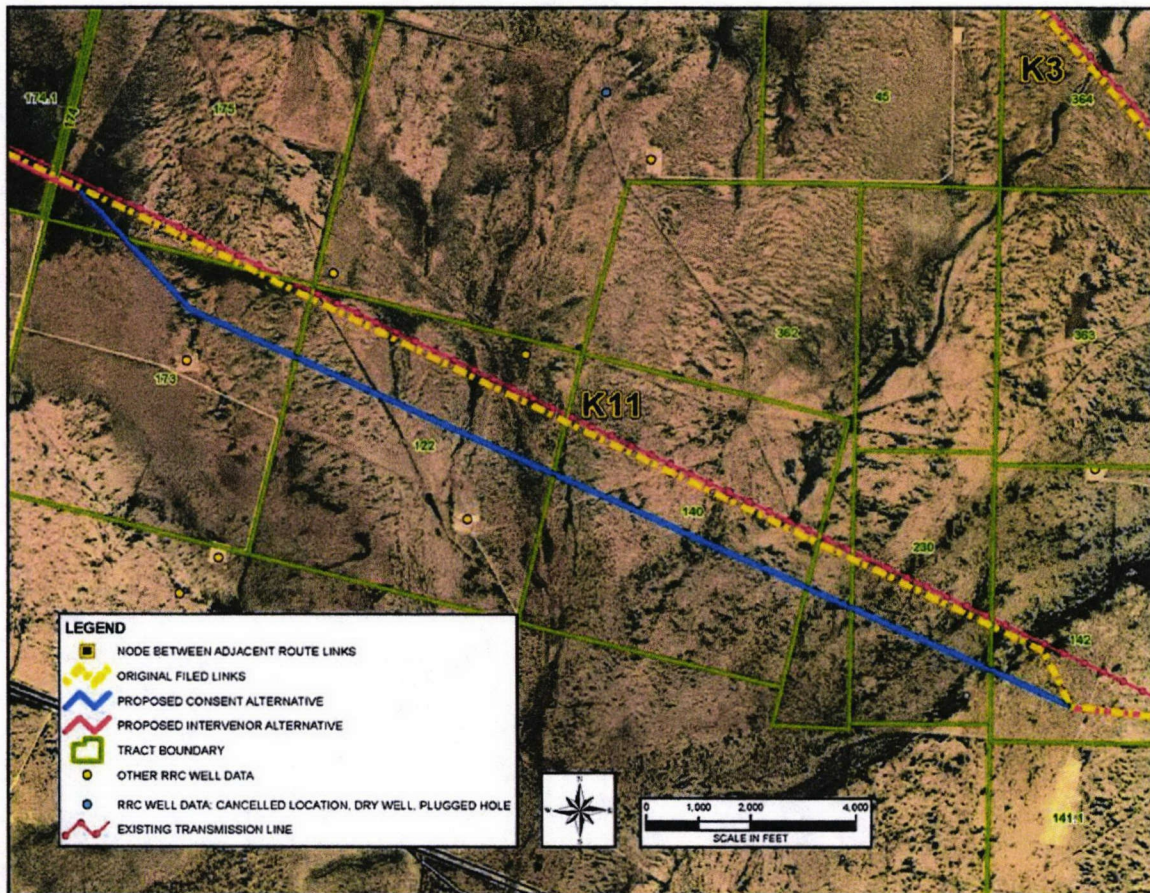 K3
174.1
174
175
45
364
362
363
K11
173
122
140
230
142
141.1
LEGEND
NODE BETWEEN ADJACENT ROUTE LINKS
ORIGINAL FILED LINKS
PROPOSED CONSENT ALTERNATIVE
PROPOSED INTERVENOR ALTERNATIVE
TRACT BOUNDARY
OTHER RRC WELL DATA
RRC WELL DATA: CANCELLED LOCATION, DRY WELL, PLUGGED HOLE
EXISTING TRANSMISSION LINE
N
W E
S
0 1,000 2,000 4,000
SCALE IN FEET